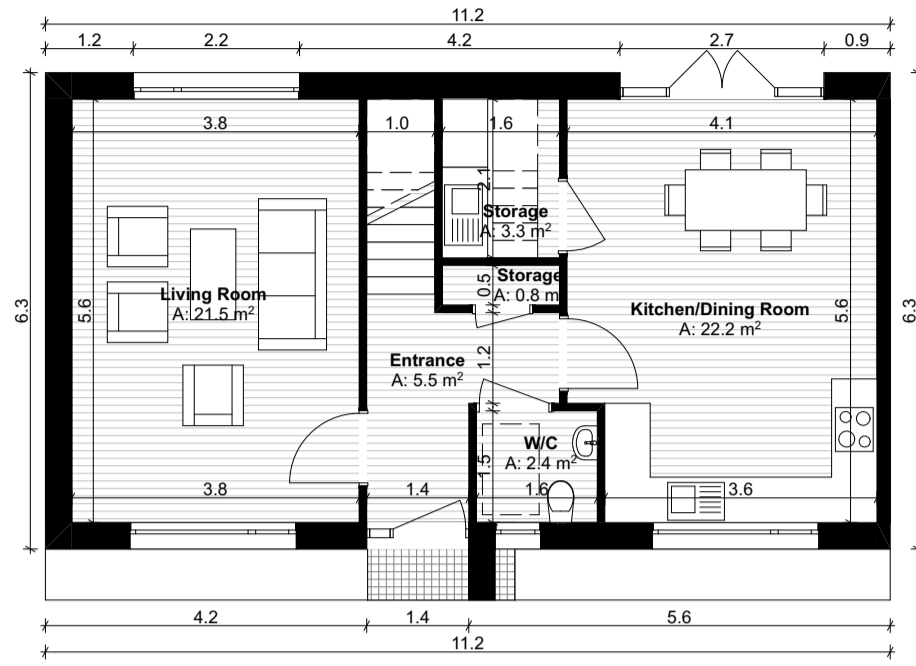 11.2
1.2 2.2 4.2 2.7 0.9
3.8 1.0 1.6 4.1
2.1
Storage
A: 3.3 m²
6.3 5.6 5.6 6.3
Living Room
A: 21.5 m²
0.5
Storage
A: 0.8 m
Kitchen/Dining Room
A: 22.2 m²
1.2
Entrance
A: 5.5 m²
W/C
A: 2.4 m²
1.5
3.8 1.4 1.6 3.6
4.2 1.4 5.6
11.2